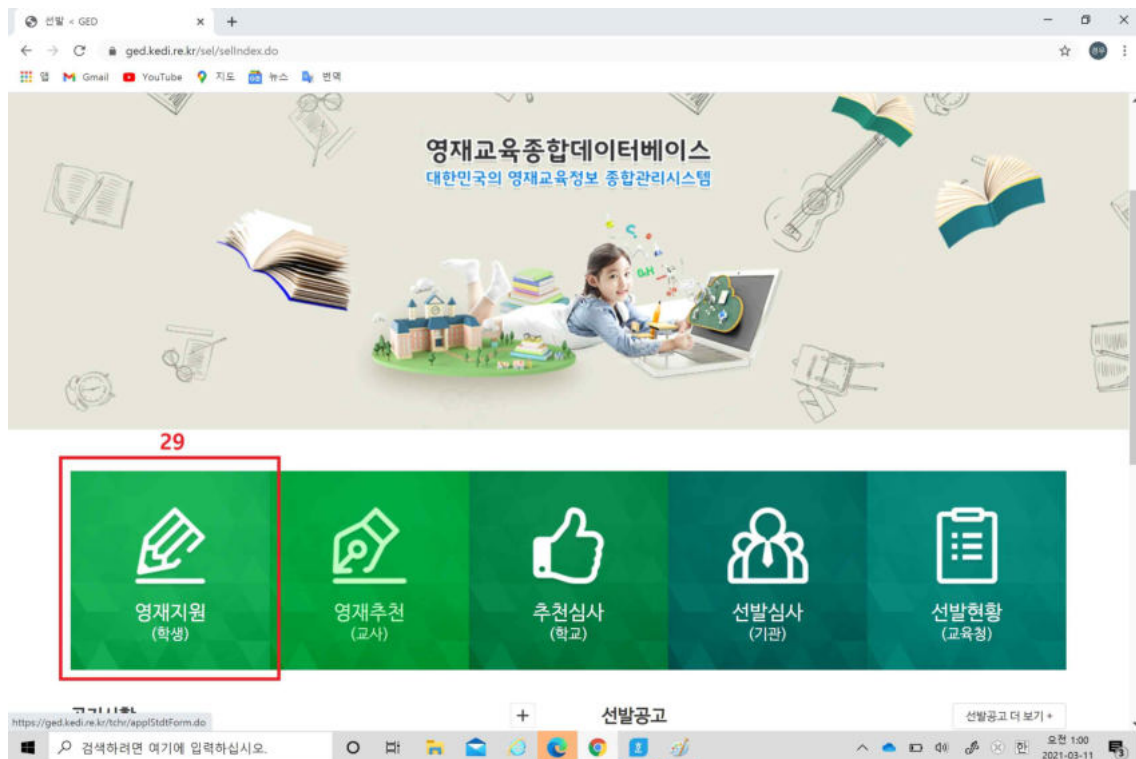 선발 < GED
ged.kedi.re.kr/sel/selIndex.do
앱 Gmail YouTube 지도 뉴스 번역
영재교육종합데이터베이스
대한민국의 영재교육정보 종합관리시스템
29
영재지원
(학생)
영재추천
(교사)
추천심사
(학교)
선발심사
(기관)
선발현황
(교육청)
공지사항
선발공고
선발공고 더 보기 +
https://ged.kedi.re.kr/tchr/applStdtForm.do
검색하려면 여기에 입력하십시오.
한
오전 1:00
2021-03-11